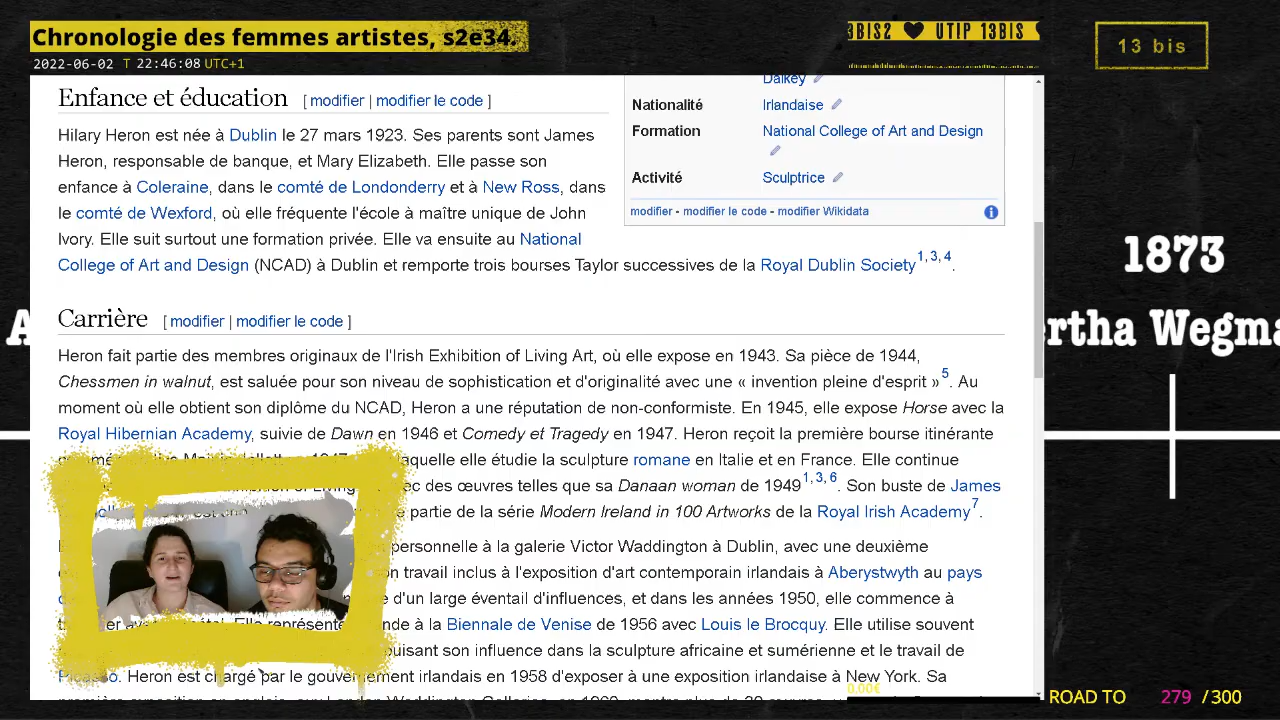 Chronologie des femmes artistes, s2e34.
2022-06-02 T 22:46:08 UTC+1
3BIS2 UTIP 13BIS
13 bis
Dalkey
Nationalité Irlandaise
Formation National College of Art and Design
Activité Sculptrice
modifier - modifier le code - modifier Wikidata
Enfance et éducation [ modifier | modifier le code ]
Hilary Heron est née à Dublin le 27 mars 1923. Ses parents sont James
Heron, responsable de banque, et Mary Elizabeth. Elle passe son
enfance à Coleraine, dans le comté de Londonderry et à New Ross, dans
le comté de Wexford, où elle fréquente l'école à maître unique de John
Ivory. Elle suit surtout une formation privée. Elle va ensuite au National
College of Art and Design (NCAD) à Dublin et remporte trois bourses Taylor successives de la Royal Dublin Society1, 3, 4.
Carrière [ modifier | modifier le code ]
Heron fait partie des membres originaux de l'Irish Exhibition of Living Art, où elle expose en 1943. Sa pièce de 1944,
Chessmen in walnut, est saluée pour son niveau de sophistication et d'originalité avec une « invention pleine d'esprit »5. Au
moment où elle obtient son diplôme du NCAD, Heron a une réputation de non-conformiste. En 1945, elle expose Horse avec la
Royal Hibernian Academy, suivie de Dawn en 1946 et Comedy et Tragedy en 1947. Heron reçoit la première bourse itinérante
laquelle elle étudie la sculpture romane en Italie et en France. Elle continue
des œuvres telles que sa Danaan woman de 19491, 3, 6. Son buste de James
partie de la série Modern Ireland in 100 Artworks de la Royal Irish Academy7.
personnelle à la galerie Victor Waddington à Dublin, avec une deuxième
travail inclus à l'exposition d'art contemporain irlandais à Aberystwyth au pays
d'un large éventail d'influences, et dans les années 1950, elle commence à
Elle représente à la Biennale de Venise de 1956 avec Louis le Brocquy. Elle utilise souvent
puisant son influence dans la sculpture africaine et sumérienne et le travail de
Picasso. Heron est chargé par le gouvernement irlandais en 1958 d'exposer à une exposition irlandaise à New York. Sa
1873
rtha Wegma
0,00€
ROAD TO 279 / 300